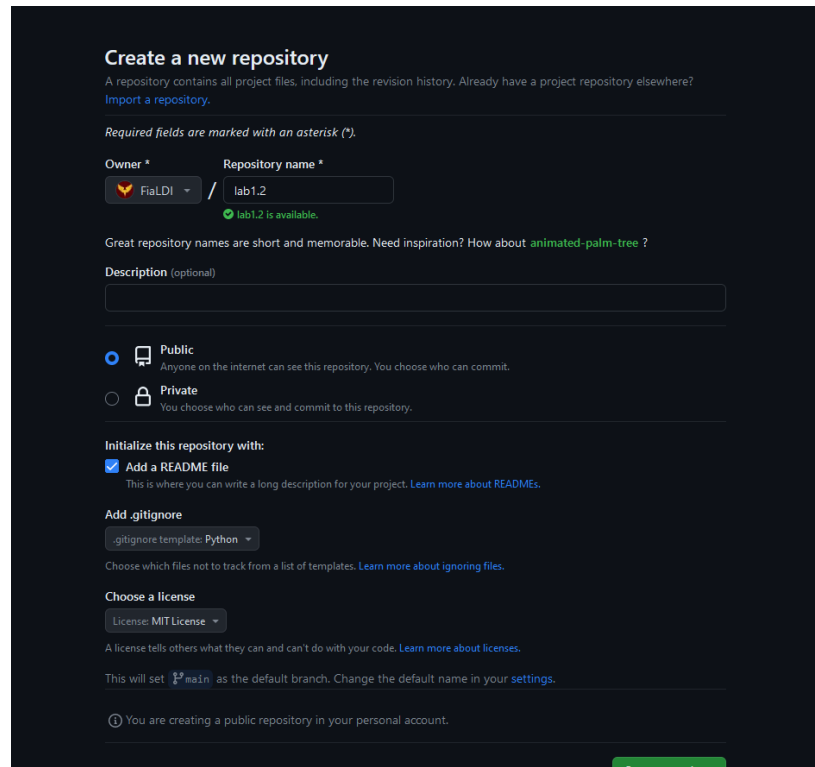 Create a new repository
A repository contains all project files, including the revision history. Already have a project repository elsewhere?
Import a repository.
Required fields are marked with an asterisk (*).
Owner * Repository name *
FiaLDI / lab1.2
lab1.2 is available.
Great repository names are short and memorable. Need inspiration? How about animated-palm-tree ?
Description (optional)
Public
Anyone on the internet can see this repository. You choose who can commit.
Private
You choose who can see and commit to this repository.
Initialize this repository with:
Add a README file
This is where you can write a long description for your project. Learn more about READMEs.
Add .gitignore
.gitignore template: Python
Choose which files not to track from a list of templates. Learn more about ignoring files.
Choose a license
License: MIT License
A license tells others what they can and can't do with your code. Learn more about licenses.
This will set main as the default branch. Change the default name in your settings.
You are creating a public repository in your personal account.